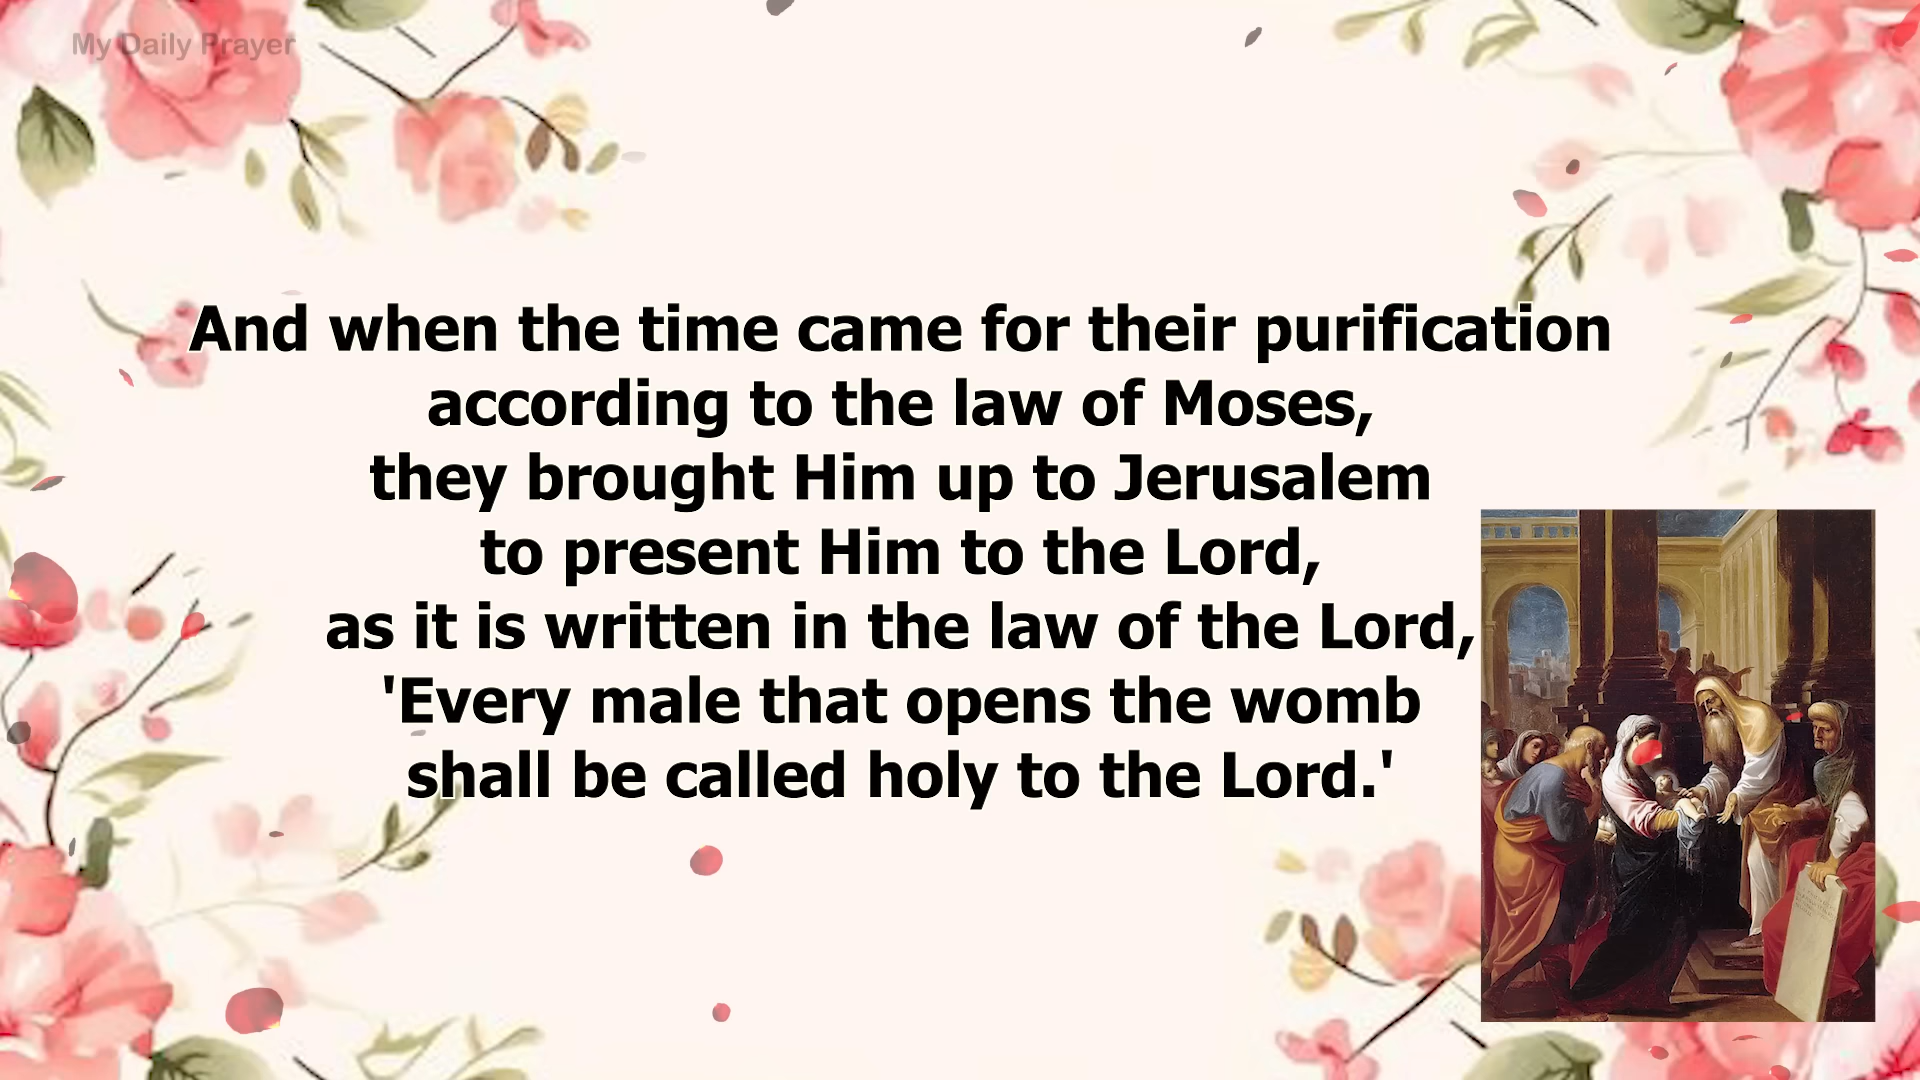 My Daily Prayer
And when the time came for their purification
according to the law of Moses,
they brought Him up to Jerusalem
to present Him to the Lord,
as it is written in the law of the Lord,
'Every male that opens the womb
shall be called holy to the Lord.'